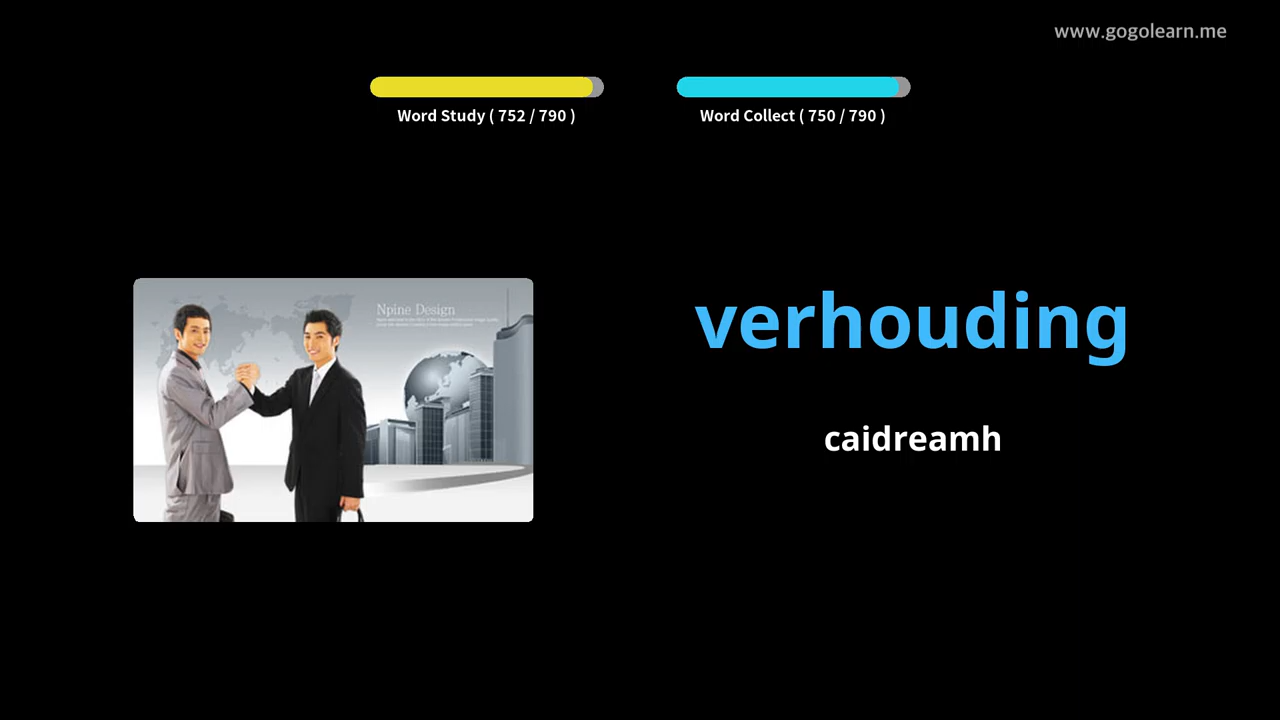 www.gogolearn.me
Word Study ( 752 / 790 )
Word Collect ( 750 / 790 )
Npine Design
verhouding
caidreamh